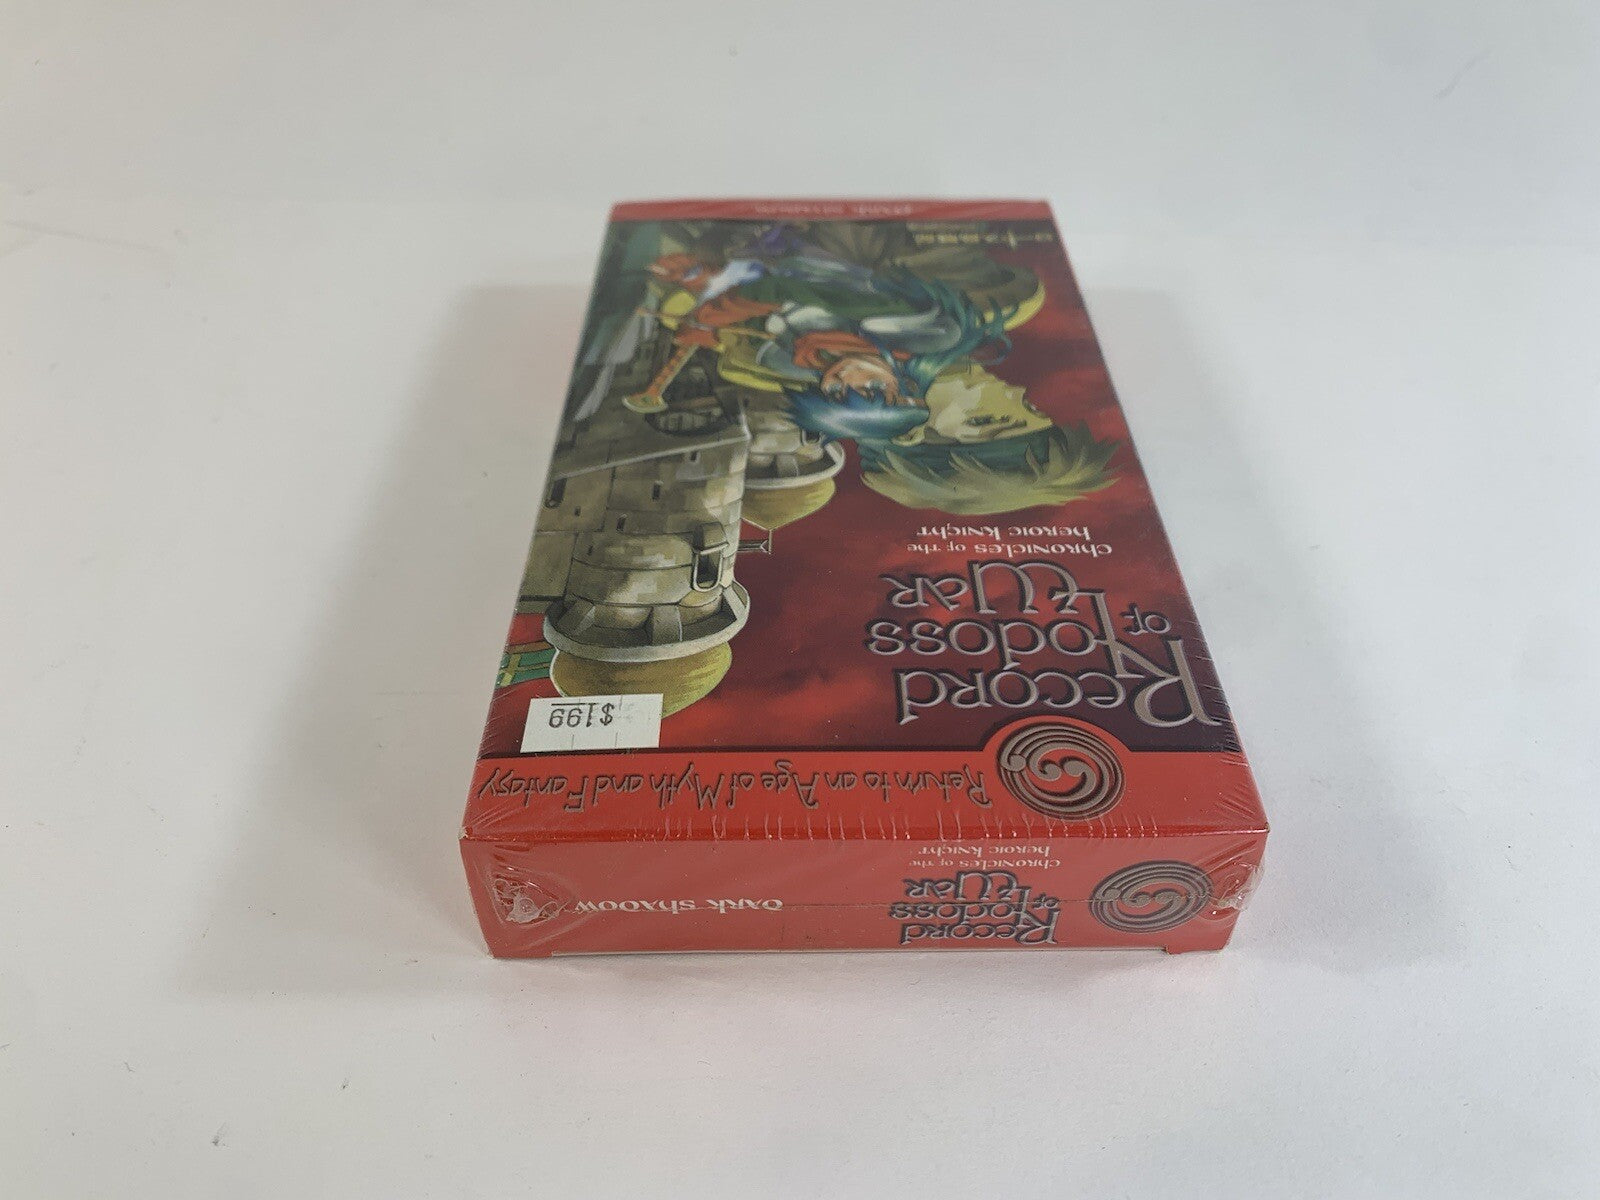 Return to an Age of Myth and Fantasy
$199
Record
of Lodoss
War
chronicles of the
heroic knight
Record
of Lodoss
War
chronicles of the
heroic knight
DARK SHADOW